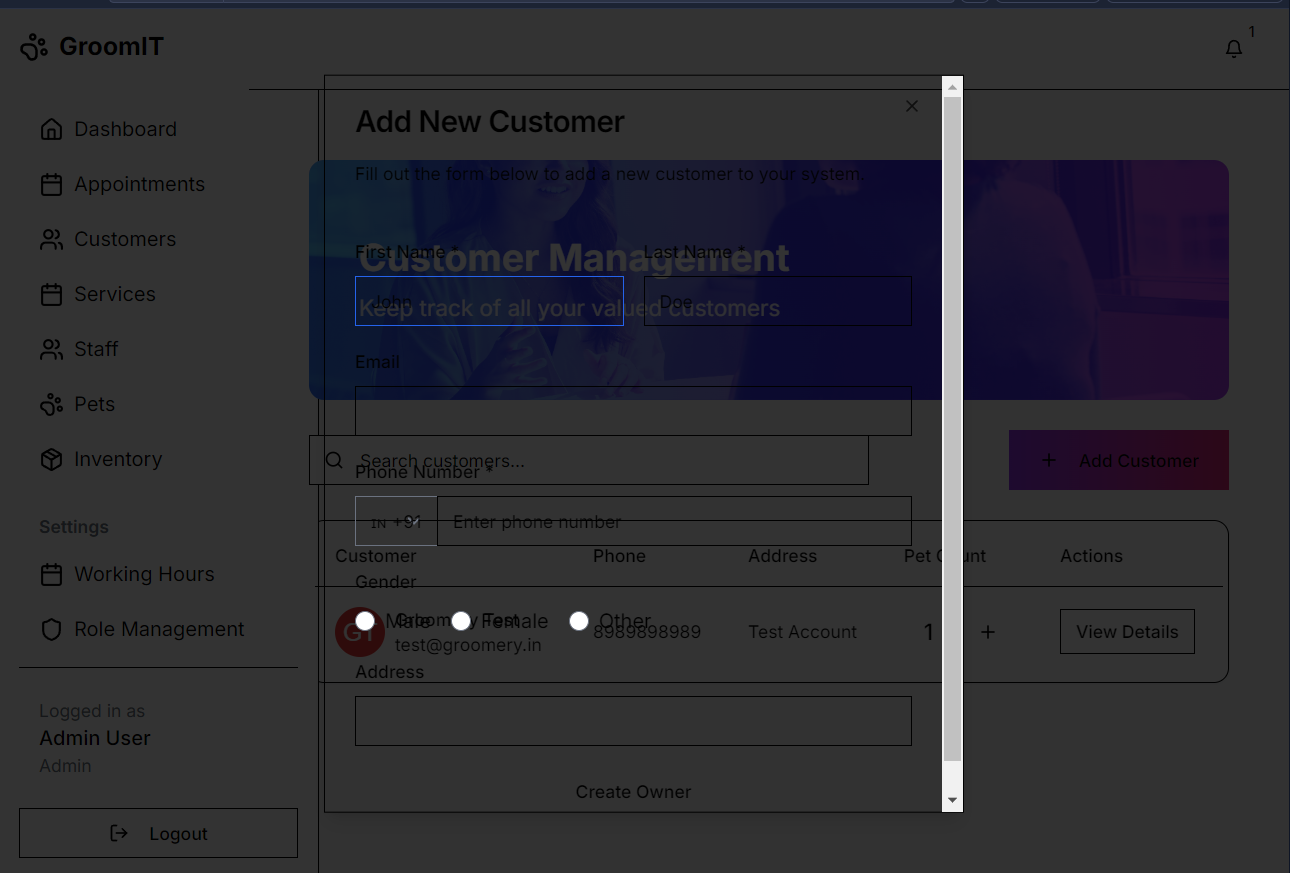 GroomIT
1
Dashboard
Appointments
Customers
Services
Staff
Pets
Inventory
Settings
Working Hours
Role Management
Logged in as
Admin User
Admin
Logout
Add New Customer
Fill out the form below to add a new customer to your system.
Customer Management
Keep track of all your valued customers
First Name * Last Name *
John Doe
Email
Search customers...
Add Customer
Phone Number *
IN +91 Enter phone number
Customer Phone Address Pet Count Actions
Gender
Male Female Other
GT Groomery Test 8989898989 Test Account 1 View Details
test@groomery.in
Address
Create Owner